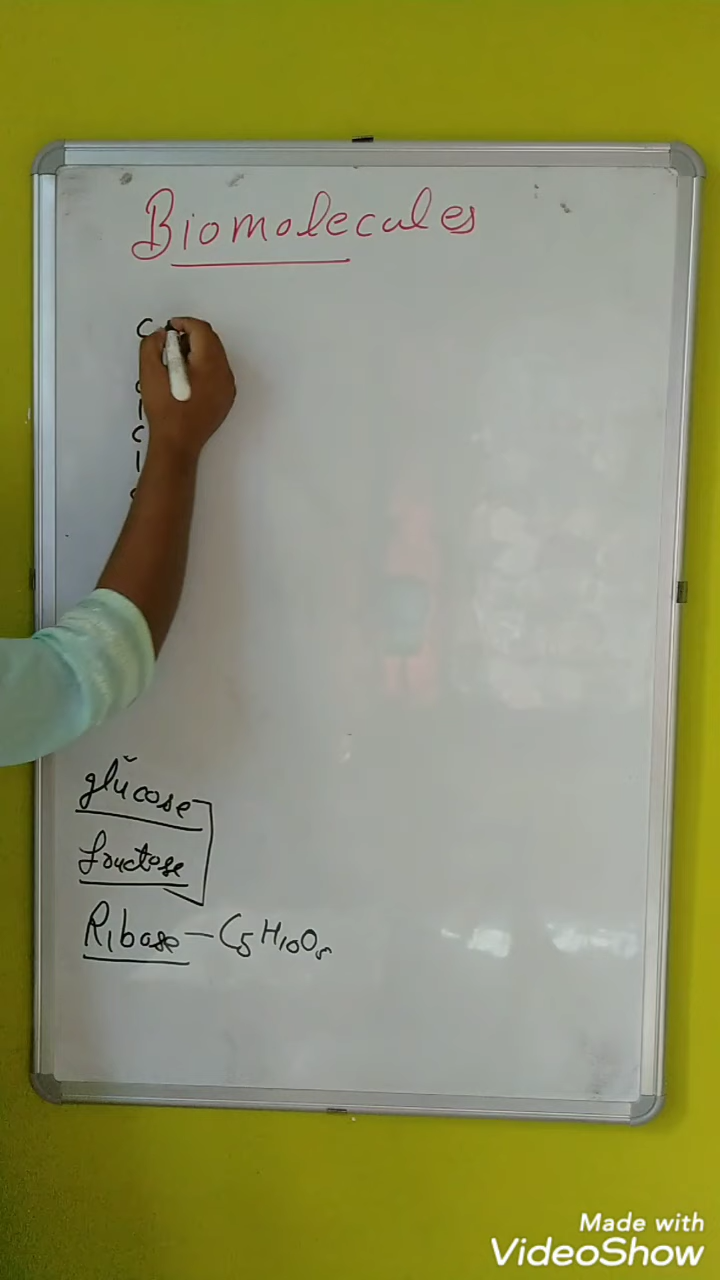 Biomolecules
C
C
|
C
|
C
glucose
fructose
Ribose - C5H10O5
Made with
VideoShow